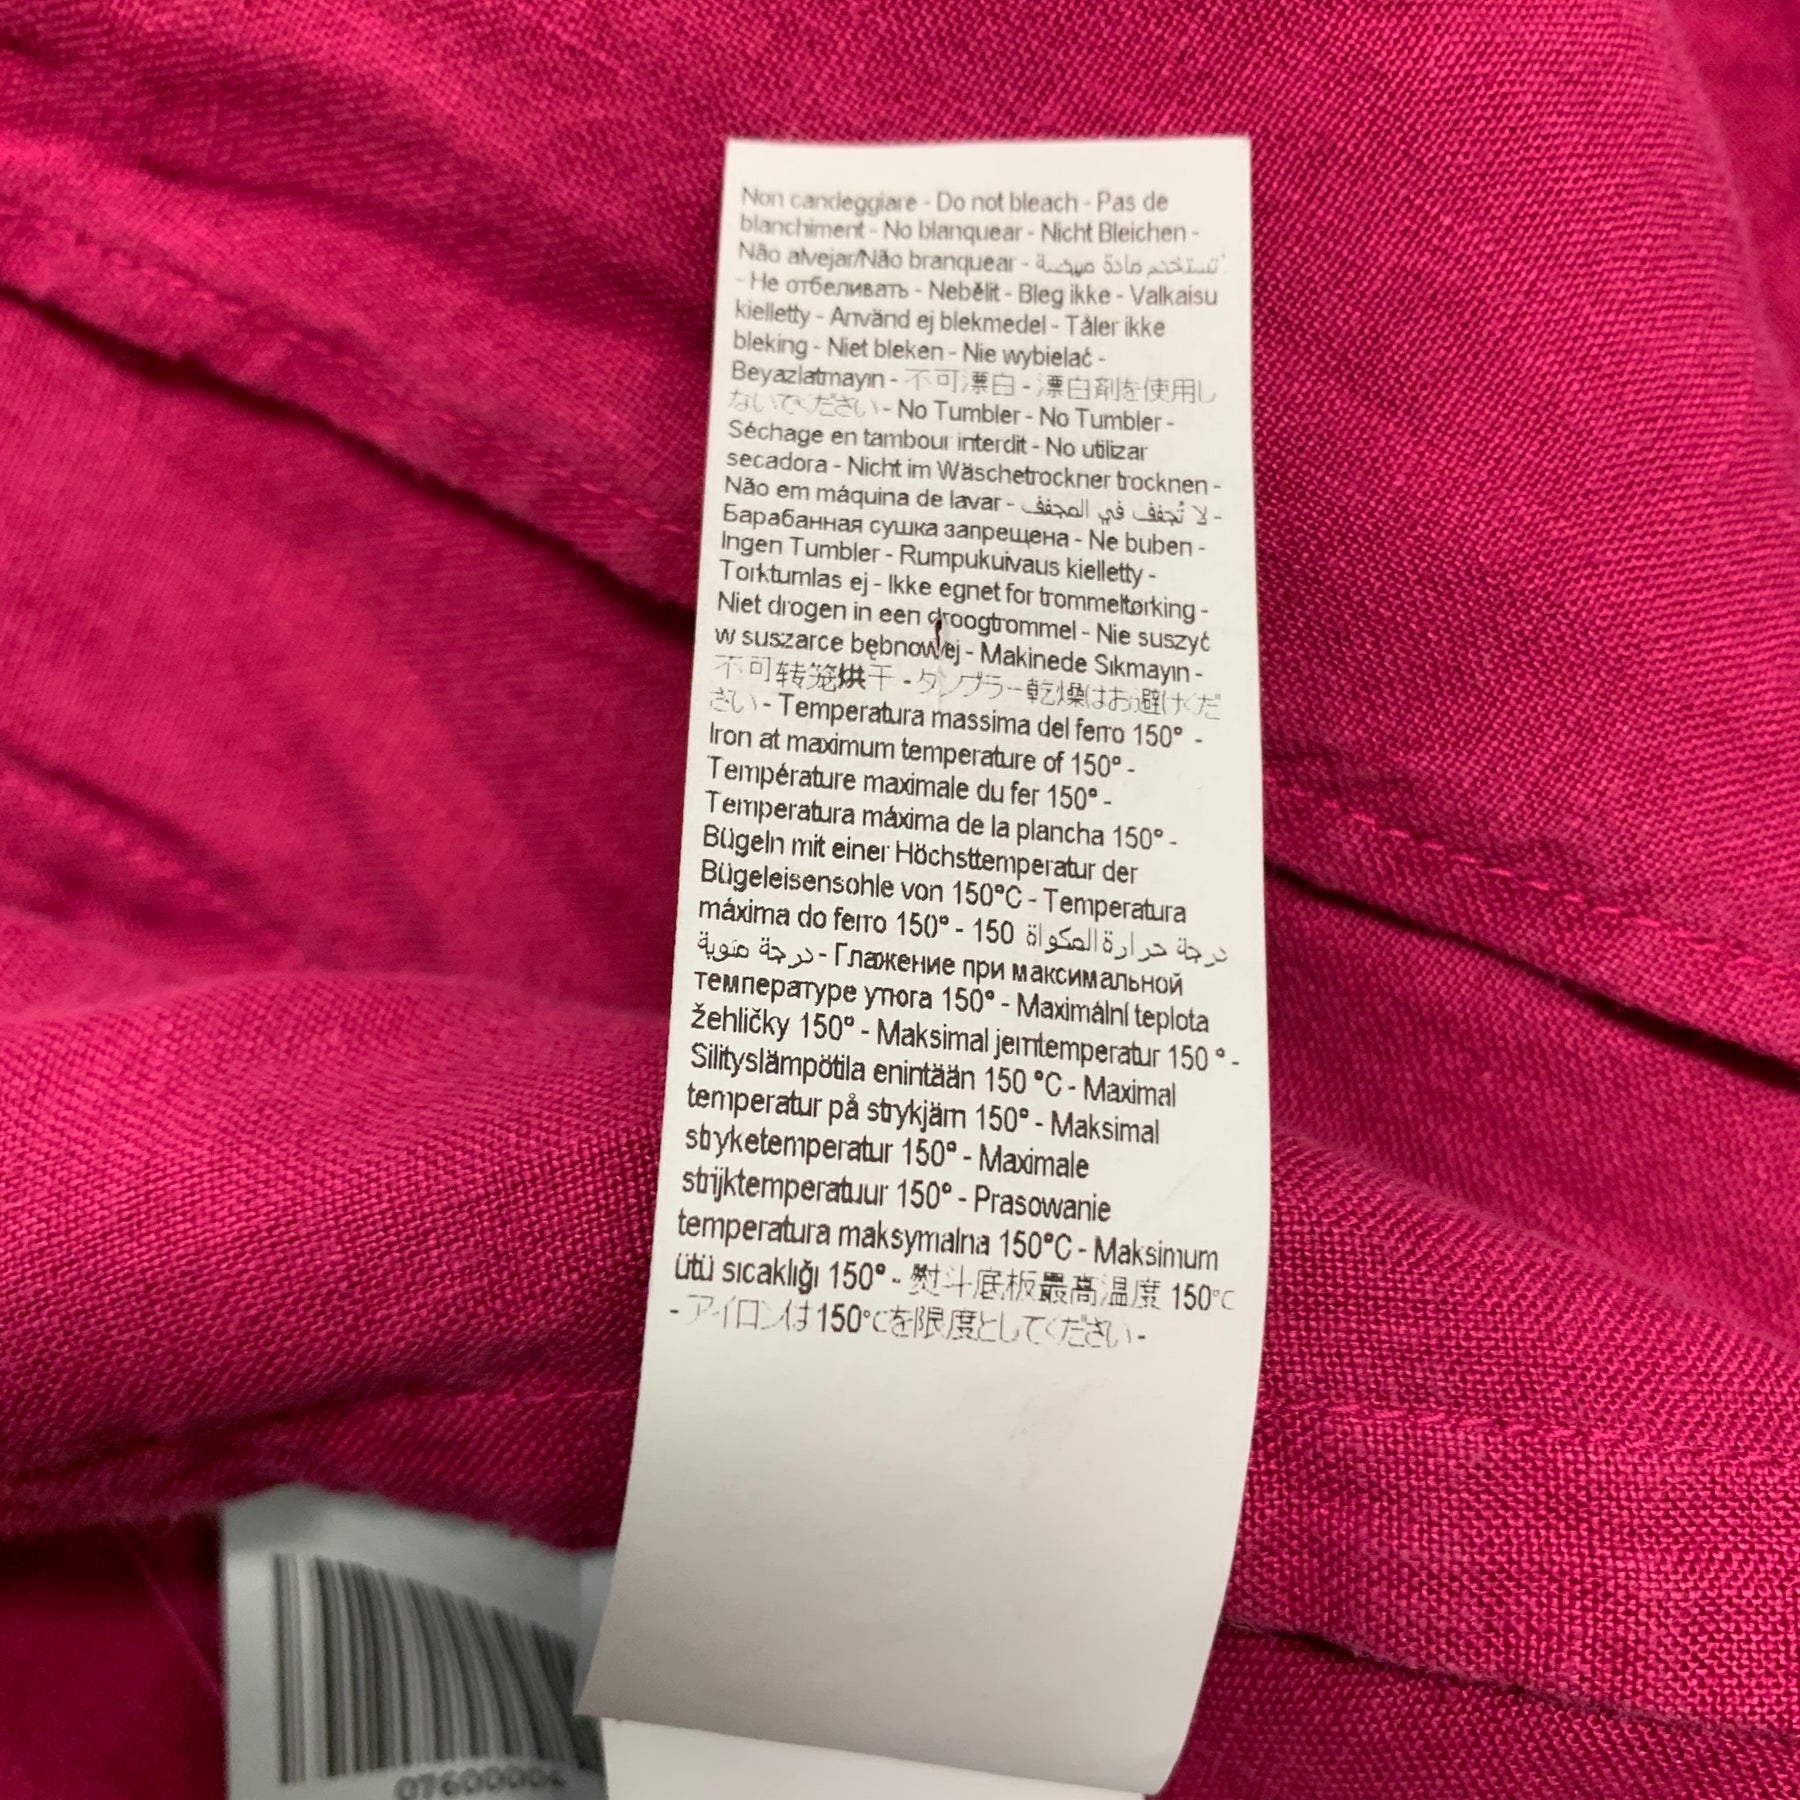 Non candeggiare - Do not bleach - Pas de
blanchiment - No blanquear - Nicht Bleichen -
Não alvejar/Não branquear - تستخدم مادة مبيضة
- Не отбеливать - Nebělit - Bleg ikke - Valkaisu
kielletty - Använd ej blekmedel - Tåler ikke
bleking - Niet bleken - Nie wybielać -
Beyazlatmayın - 不可漂白 - 漂白剤を使用し
ないでください - No Tumbler - No Tumbler -
Séchage en tambour interdit - No utilizar
secadora - Nicht im Wäschetrockner trocknen -
Não em máquina de lavar - لا تُجفف في المجفف -
Барабанная сушка запрещена - Ne buben -
Ingen Tumbler - Rumpukuivaus kielletty -
Torktumlas ej - Ikke egnet for trommeltørking -
Niet drogen in een droogtrommel - Nie suszyć
w suszarce bębnowej - Makinede Sıkmayın -
不可转笼烘干 - タンブラー乾燥はお避けくだ
さい - Temperatura massima del ferro 150° -
Iron at maximum temperature of 150° -
Température maximale du fer 150° -
Temperatura máxima de la plancha 150° -
Bügeln mit einer Höchsttemperatur der
Bügeleisensohle von 150°C - Temperatura
máxima do ferro 150° - 150 درجة حرارة المكواة
درجة مئوية - Глажение при максимальной
температуре утюга 150° - Maximální teplota
žehličky 150° - Maksimal jerntemperatur 150 ° -
Silityslämpötila enintään 150 °C - Maximal
temperatur på strykjärn 150° - Maksimal
stryketemperatur 150° - Maximale
strijktemperatuur 150° - Prasowanie
temperatura maksymalna 150°C - Maksimum
ütü sıcaklığı 150° - 熨斗底板最高温度 150℃
- アイロンは150℃を限度としてください -